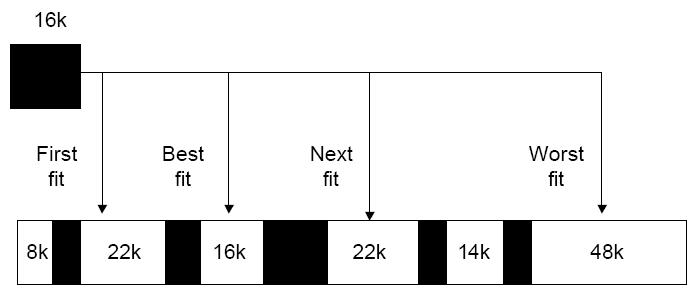 16k
First
fit
Best
fit
Next
fit
Worst
fit
8k
22k
16k
22k
14k
48k